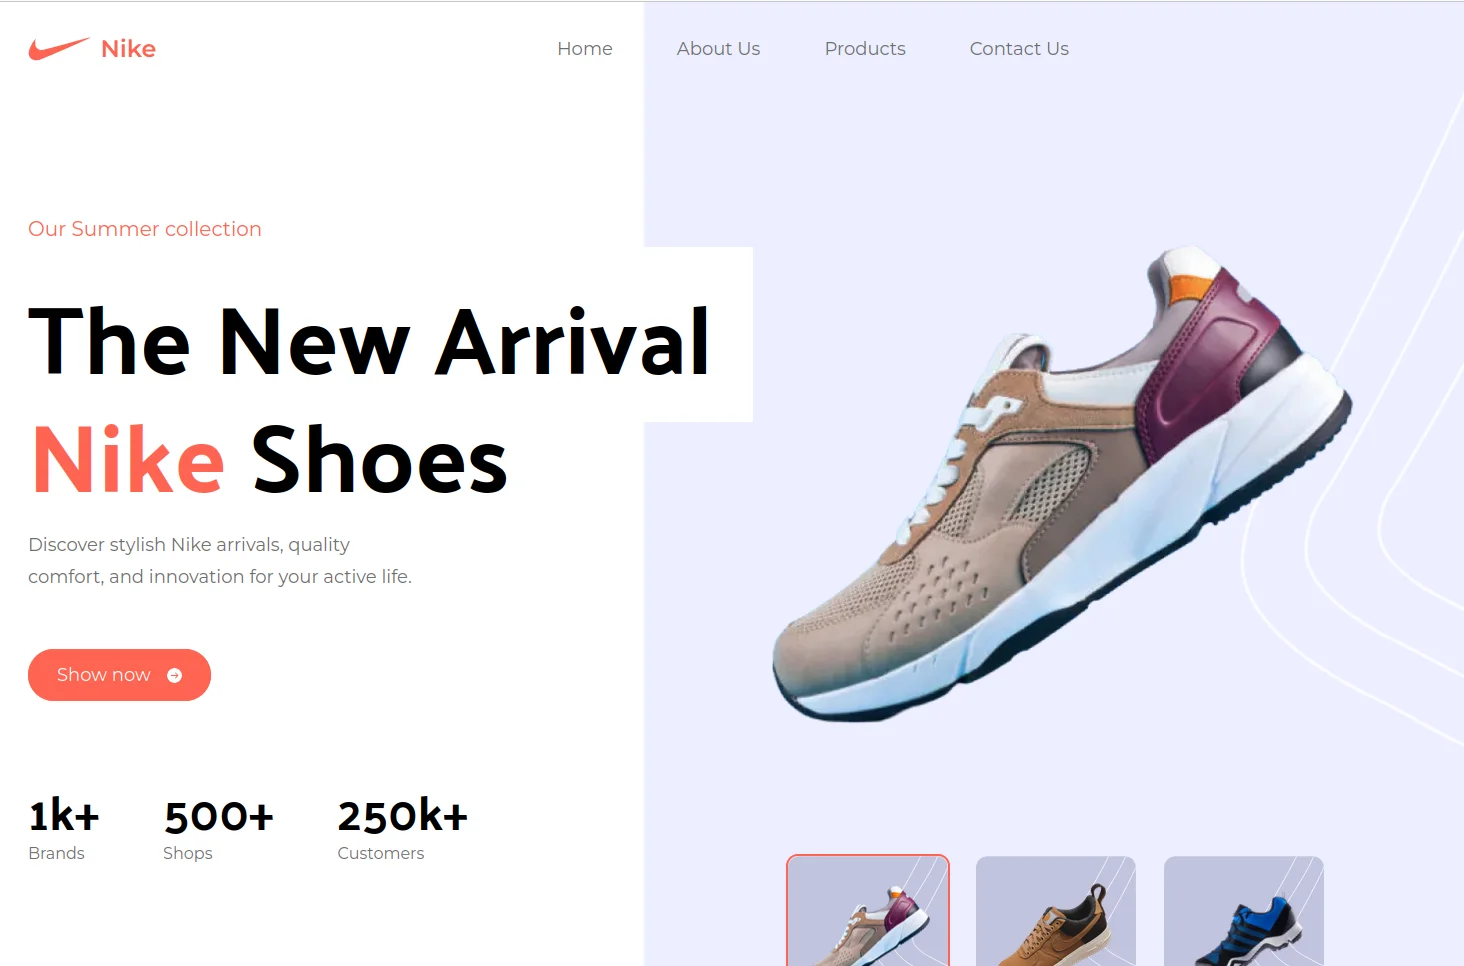 Nike
Home About Us Products Contact Us
Our Summer collection
The New Arrival
Nike Shoes
Discover stylish Nike arrivals, quality
comfort, and innovation for your active life.
Show now
1k+ 500+ 250k+
Brands Shops Customers